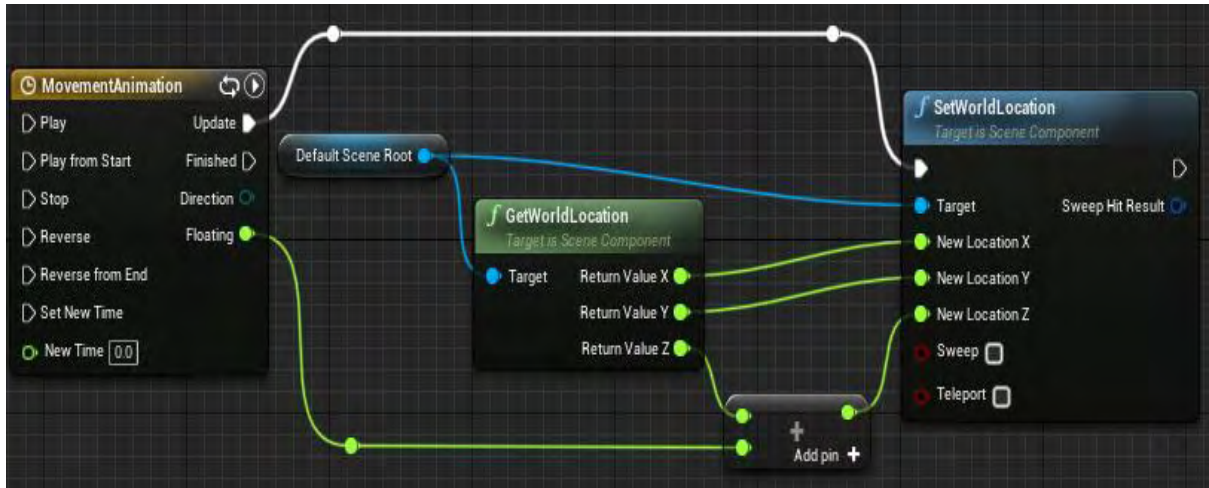 MovementAnimation
Play
Update
Play from Start
Finished
Stop
Direction
Reverse
Floating
Reverse from End
Set New Time
New Time 0.0
Default Scene Root
GetWorldLocation
Target is Scene Component
Target
Return Value X
Return Value Y
Return Value Z
Add pin
SetWorldLocation
Target is Scene Component
Target
Sweep Hit Result
New Location X
New Location Y
New Location Z
Sweep
Teleport